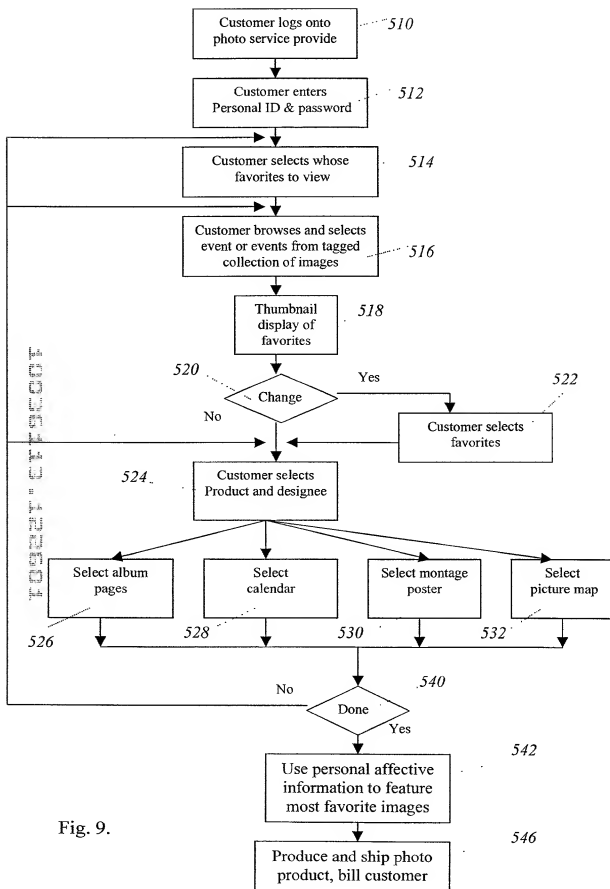 Customer logs onto
photo service provide
510
Customer enters
Personal ID & password
512
Customer selects whose
favorites to view
514
Customer browses and selects
event or events from tagged
collection of images
516
Thumbnail
display of
favorites
518
520
Change
Yes
No
522
Customer selects
favorites
524
Customer selects
Product and designee
Select album
pages
526
Select
calendar
528
Select montage
poster
530
Select
picture map
532
No
540
Done
Yes
542
Use personal affective
information to feature
most favorite images
546
Produce and ship photo
product, bill customer
Fig. 9.